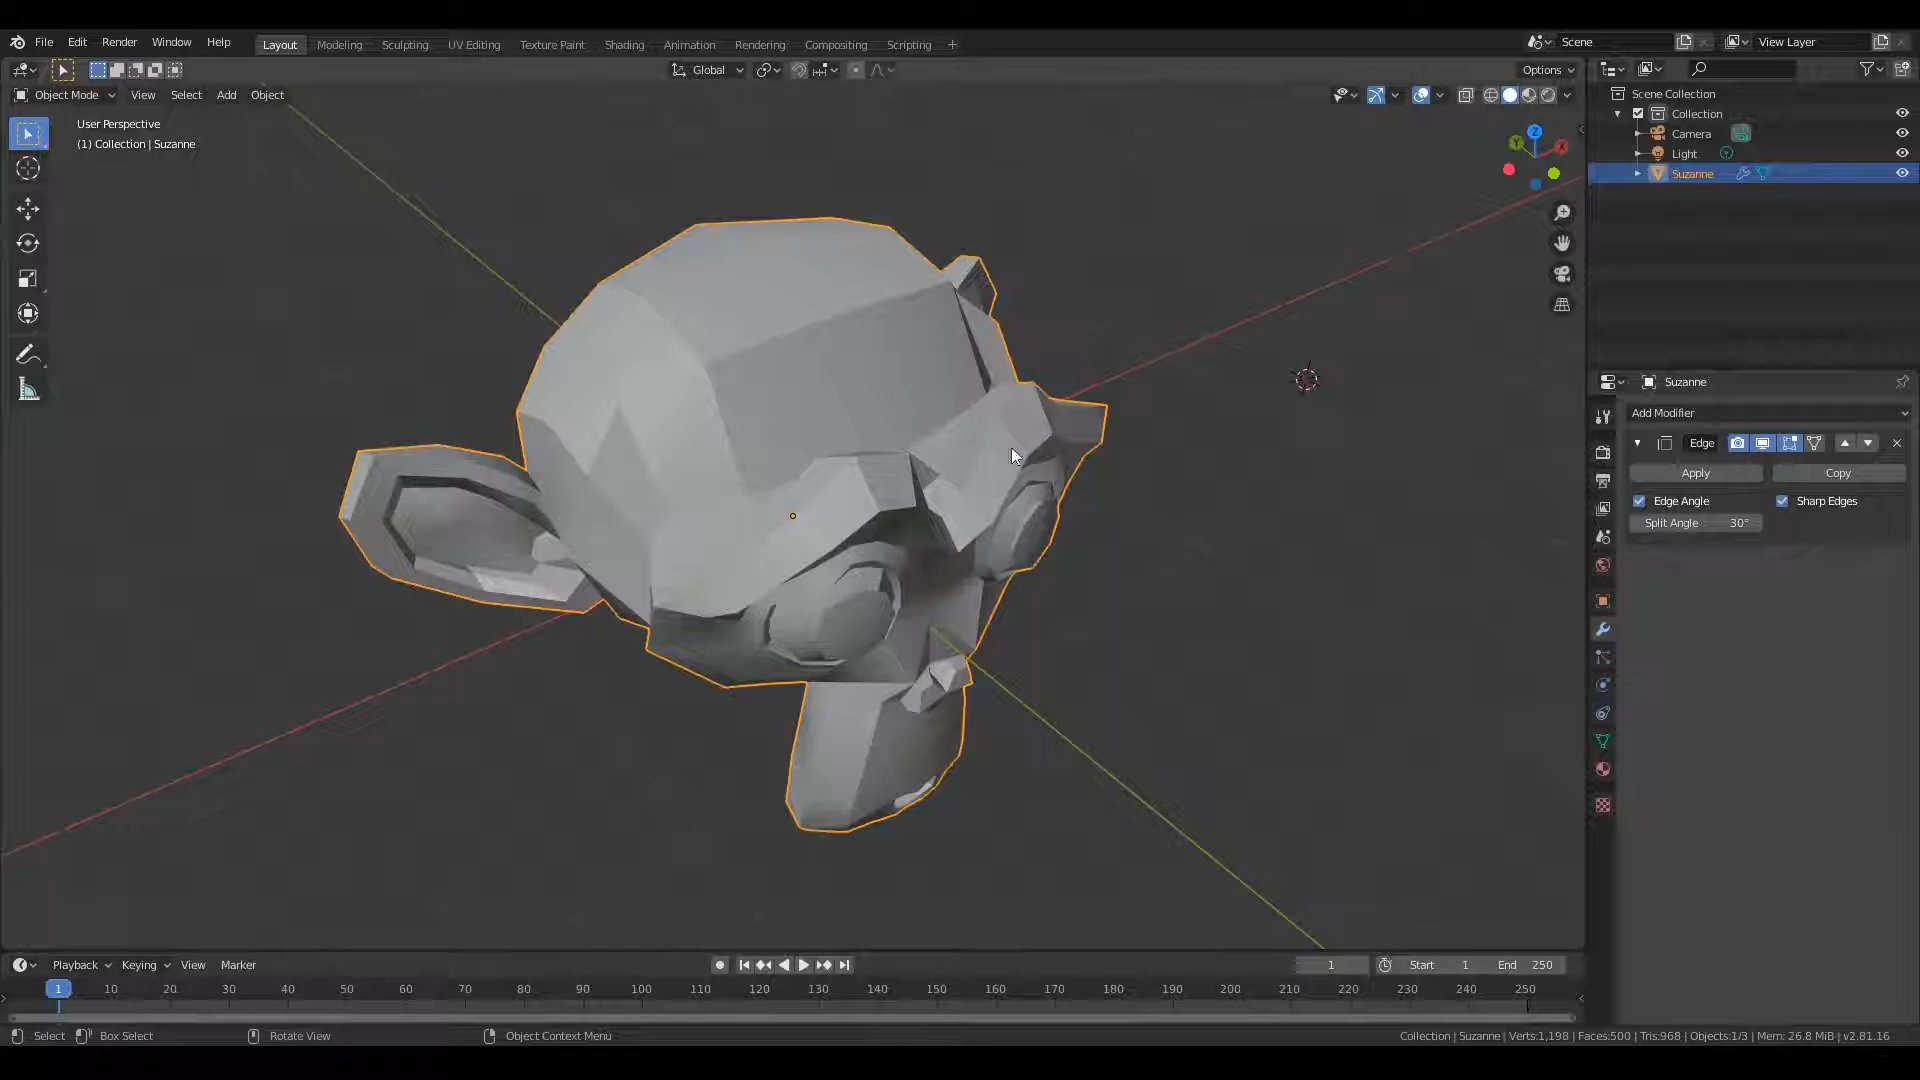 File Edit Render Window Help Layout Modeling Sculpting UV Editing Texture Paint Shading Animation Rendering Compositing Scripting + Scene View Layer
Global Options
Object Mode View Select Add Object
User Perspective
(1) Collection | Suzanne
Z
Y
X
Scene Collection
Collection
Camera
Light
Suzanne
Suzanne
Add Modifier
Edge
Apply Copy
Edge Angle Sharp Edges
Split Angle 30°
Playback Keying View Marker 1 Start 1 End 250
1 10 20 30 40 50 60 70 80 90 100 110 120 130 140 150 160 170 180 190 200 210 220 230 240 250
Select Box Select Rotate View Object Context Menu Collection | Suzanne | Verts:1,198 | Faces:500 | Tris:968 | Objects:1/3 | Mem: 26.8 MiB | v2.81.16